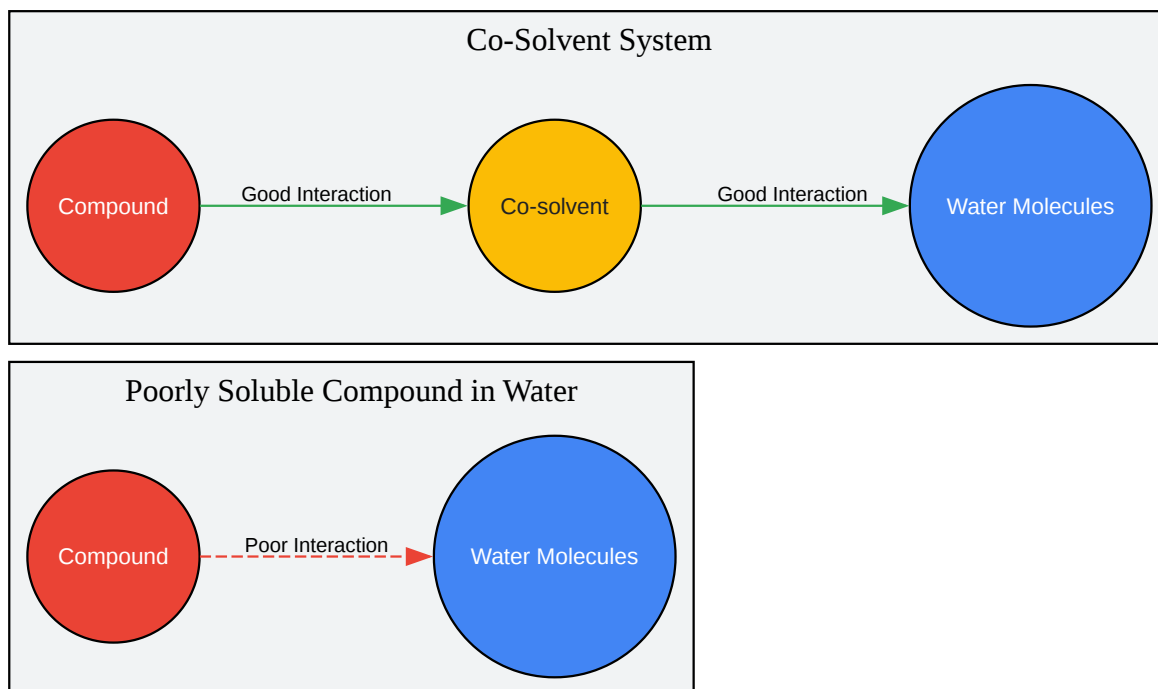 Co-Solvent System
Compound
Good Interaction
Co-solvent
Good Interaction
Water Molecules
Poorly Soluble Compound in Water
Compound
Poor Interaction
Water Molecules